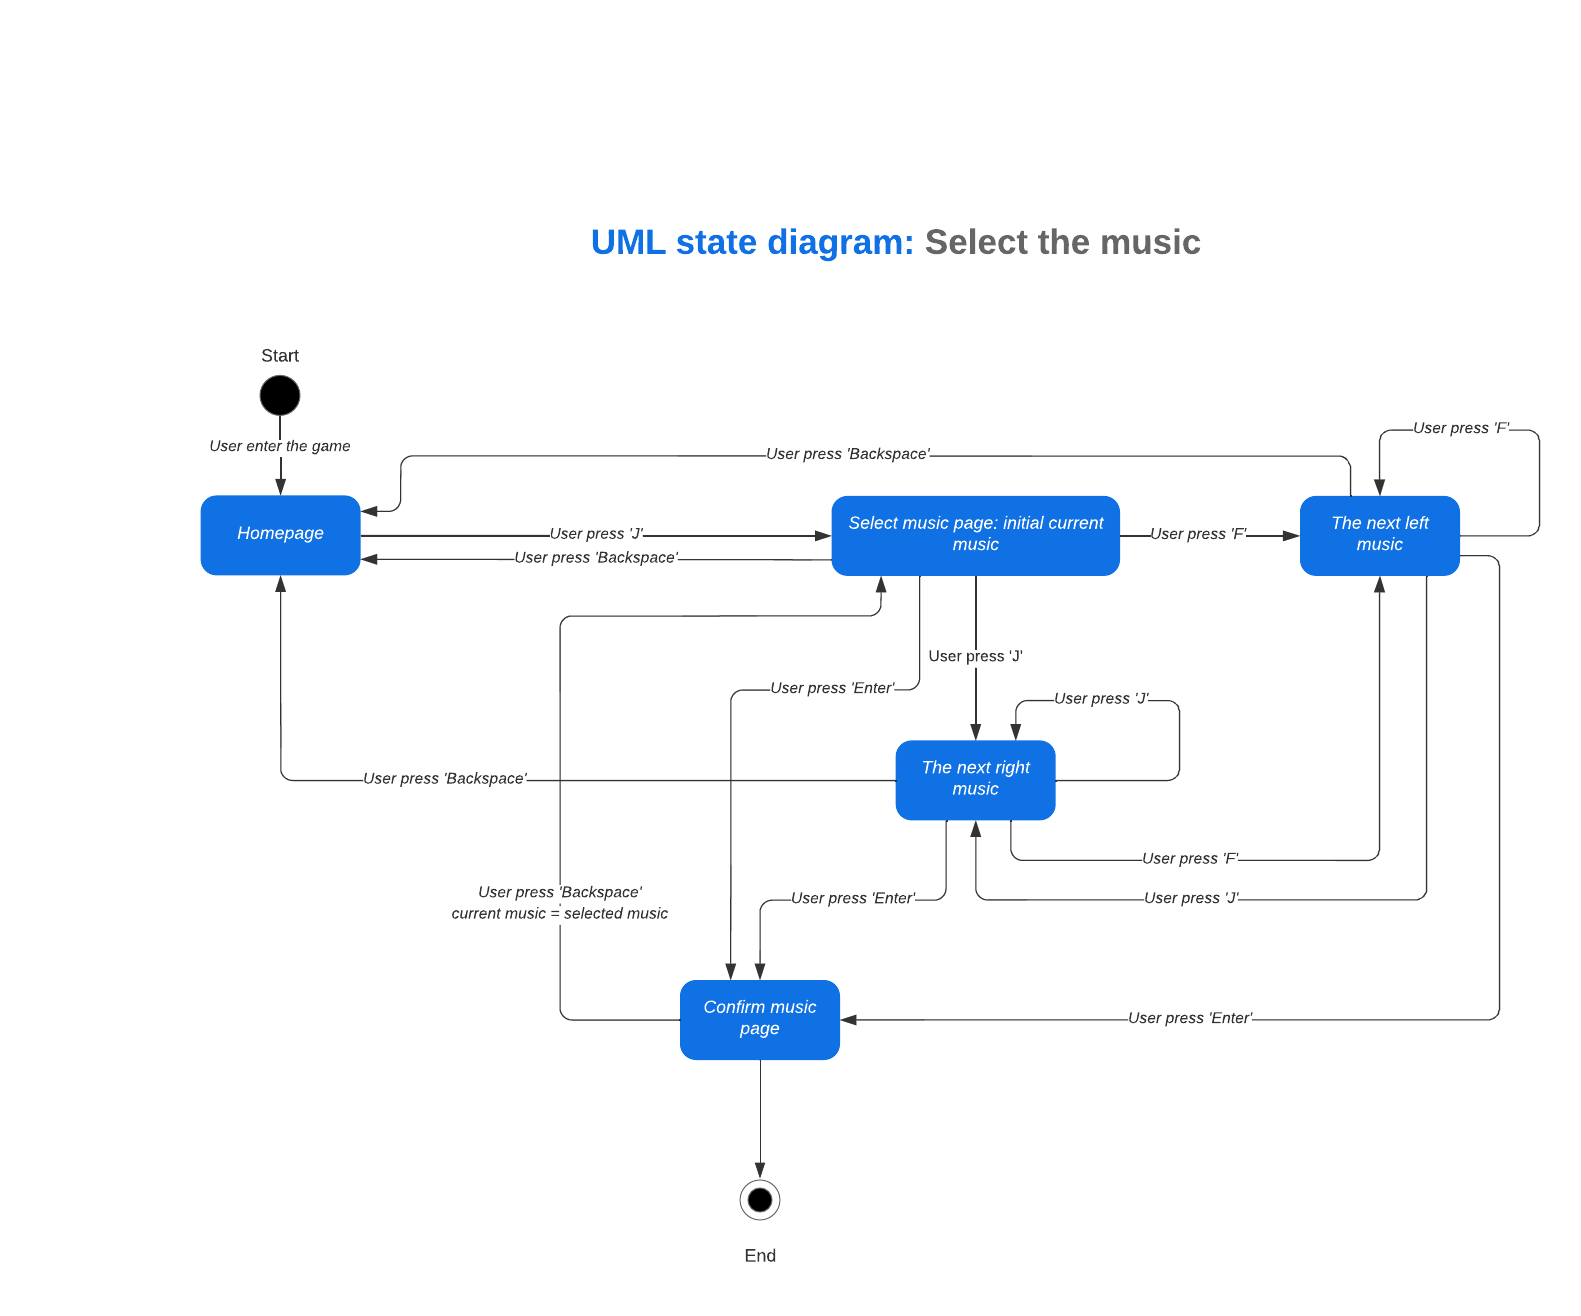 UML state diagram: Select the music
Start
User enter the game
User press 'F'
User press 'Backspace'
Homepage
User press 'J'
User press 'Backspace'
Select music page: initial current
music
User press 'F'
The next left
music
User press 'J'
User press 'Enter'
User press 'J'
The next right
music
User press 'Backspace'
User press 'F'
User press 'Backspace'
current music = selected music
User press 'Enter'
User press 'J'
Confirm music
page
User press 'Enter'
End